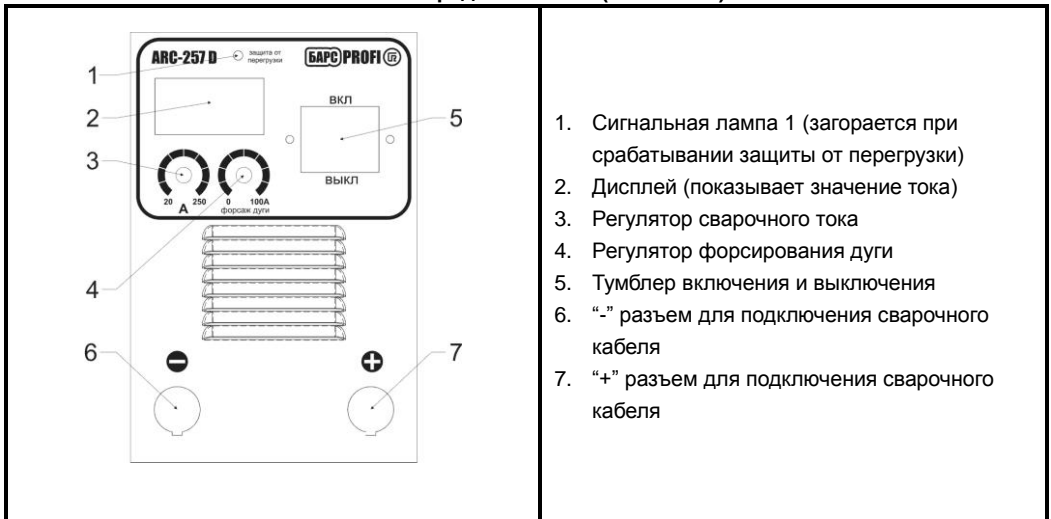 ARC-257 D
защита от
перегрузки
БАРС PROFI
ВКЛ
ВЫКЛ
20 250
A
0 100A
форсаж дуги
1
2
3
4
5
6
7
1. Сигнальная лампа 1 (загорается при
срабатывании защиты от перегрузки)
2. Дисплей (показывает значение тока)
3. Регулятор сварочного тока
4. Регулятор форсирования дуги
5. Тумблер включения и выключения
6. “-” разъем для подключения сварочного
кабеля
7. “+” разъем для подключения сварочного
кабеля